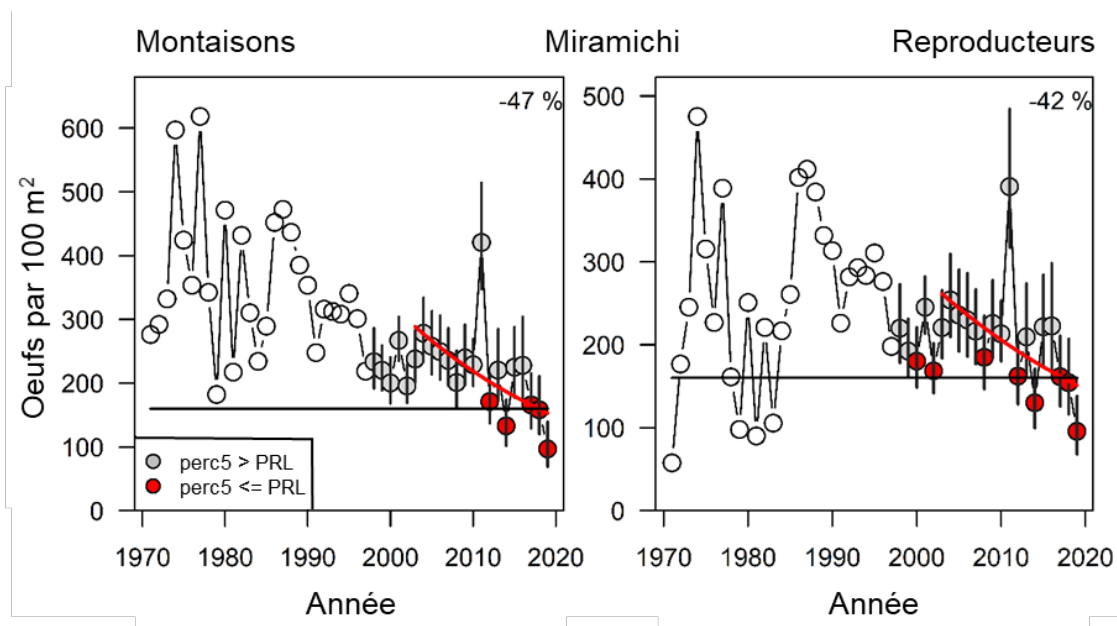 Montaisons Miramichi Reproducteurs
-47 %
-42 %
Oeufs par 100 m²
600
500
400
300
200
100
0
500
400
300
200
100
0
perc5 > PRL
perc5 <= PRL
1970 1980 1990 2000 2010 2020
1970 1980 1990 2000 2010 2020
Année
Année